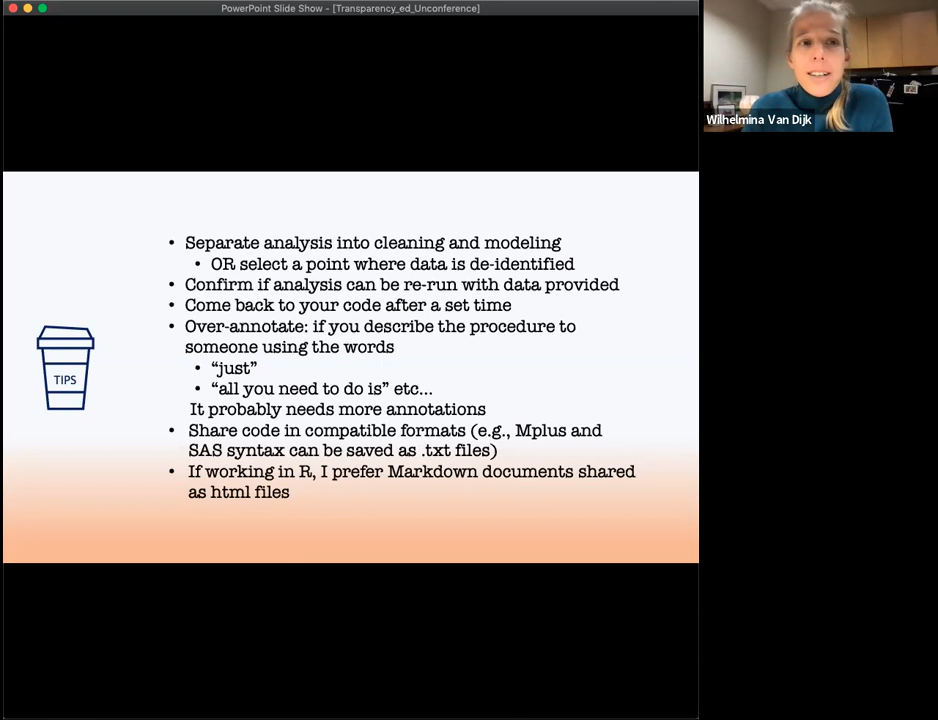 PowerPoint Slide Show - [Transparency_ed_Unconference]
Wilhelmina Van Dijk
• Separate analysis into cleaning and modeling
• OR select a point where data is de-identified
• Confirm if analysis can be re-run with data provided
• Come back to your code after a set time
• Over-annotate: if you describe the procedure to
someone using the words
• “just”
• “all you need to do is” etc...
It probably needs more annotations
• Share code in compatible formats (e.g., Mplus and
SAS syntax can be saved as .txt files)
• If working in R, I prefer Markdown documents shared
as html files
TIPS